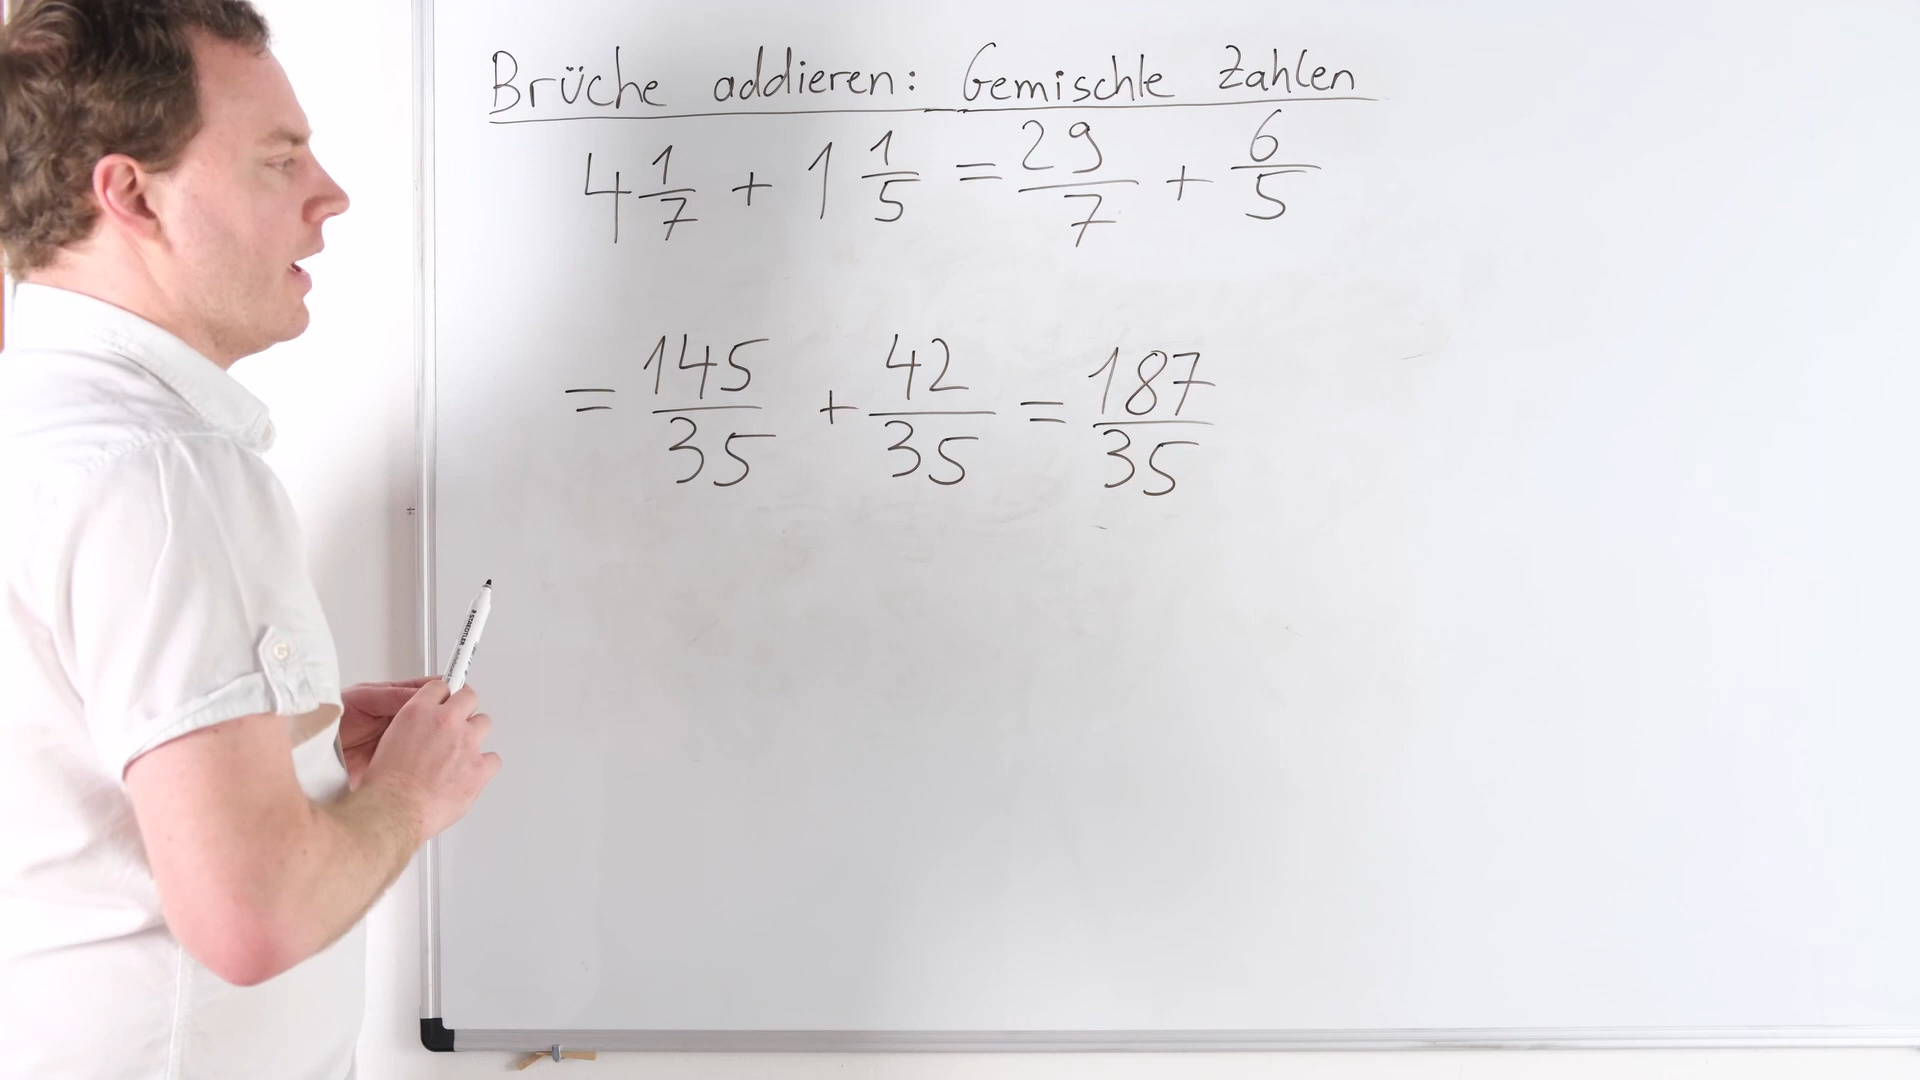 Brüche addieren: Gemischte Zahlen
4 1/7 + 1 1/5 = 29/7 + 6/5
= 145/35 + 42/35 = 187/35
STAEDTLER